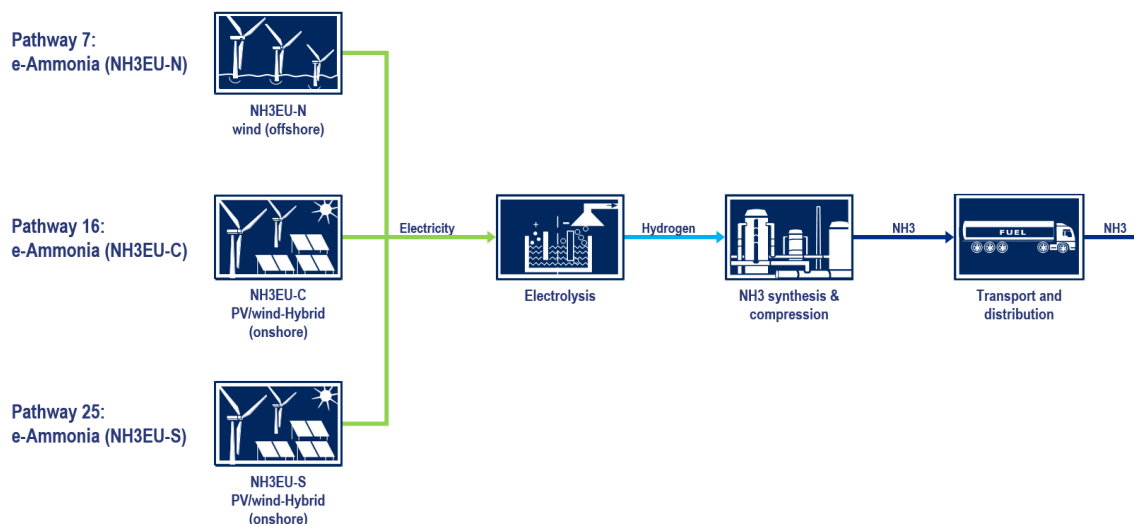 Pathway 7:
e-Ammonia (NH3EU-N)
NH3EU-N
wind (offshore)
Pathway 16:
e-Ammonia (NH3EU-C)
NH3EU-C
PV/wind-Hybrid
(onshore)
Electricity
Electrolysis
Hydrogen
NH3 synthesis &
compression
NH3
FUEL
Transport and
distribution
NH3
Pathway 25:
e-Ammonia (NH3EU-S)
NH3EU-S
PV/wind-Hybrid
(onshore)